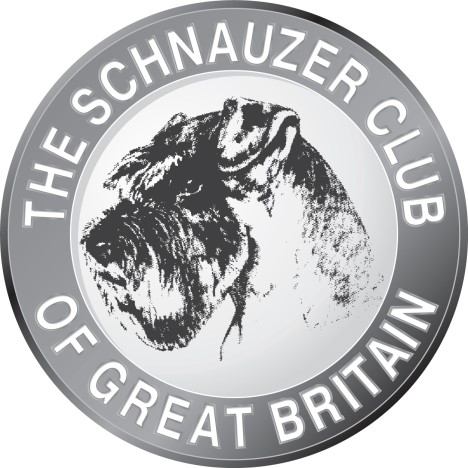 THE SCHNAUZER CLUB
OF GREAT BRITAIN